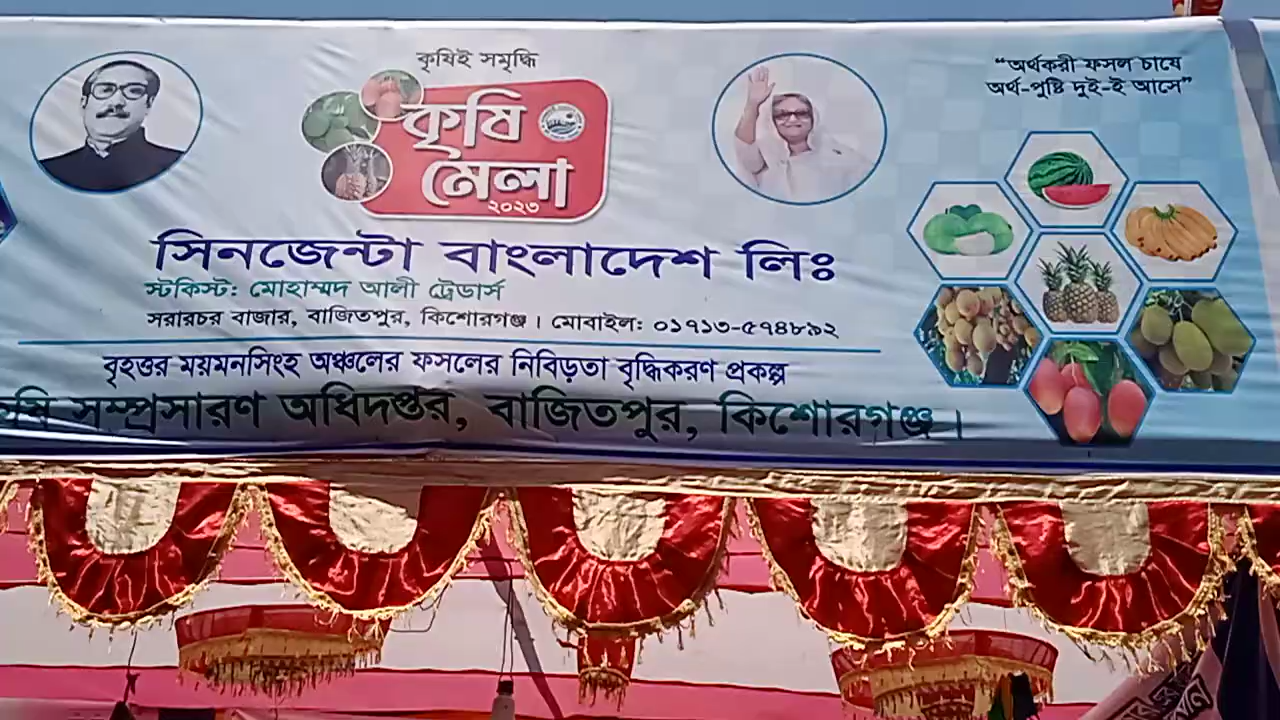 কৃষিই সমৃদ্ধি
কৃষি
মেলা
২০২৩
“অর্থকরী ফসল চাষে
অর্থ-পুষ্টি দুই-ই আসে”
সিনজেন্টা বাংলাদেশ লিঃ
স্টকিস্ট: মোহাম্মদ আলী ট্রেডার্স
সরারচর বাজার, বাজিতপুর, কিশোরগঞ্জ। মোবাইল: ০১৭১৩-৫৭৪৮৯২
বৃহত্তর ময়মনসিংহ অঞ্চলের ফসলের নিবিড়তা বৃদ্ধিকরণ প্রকল্প
সম্প্রসারণ অধিদপ্তর, বাজিতপুর, কিশোরগঞ্জ।